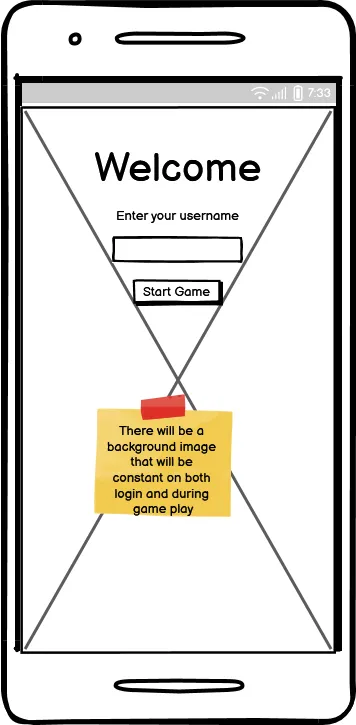 7:33
Welcome
Enter your username
Start Game
There will be a
background image
that will be
constant on both
login and during
game play